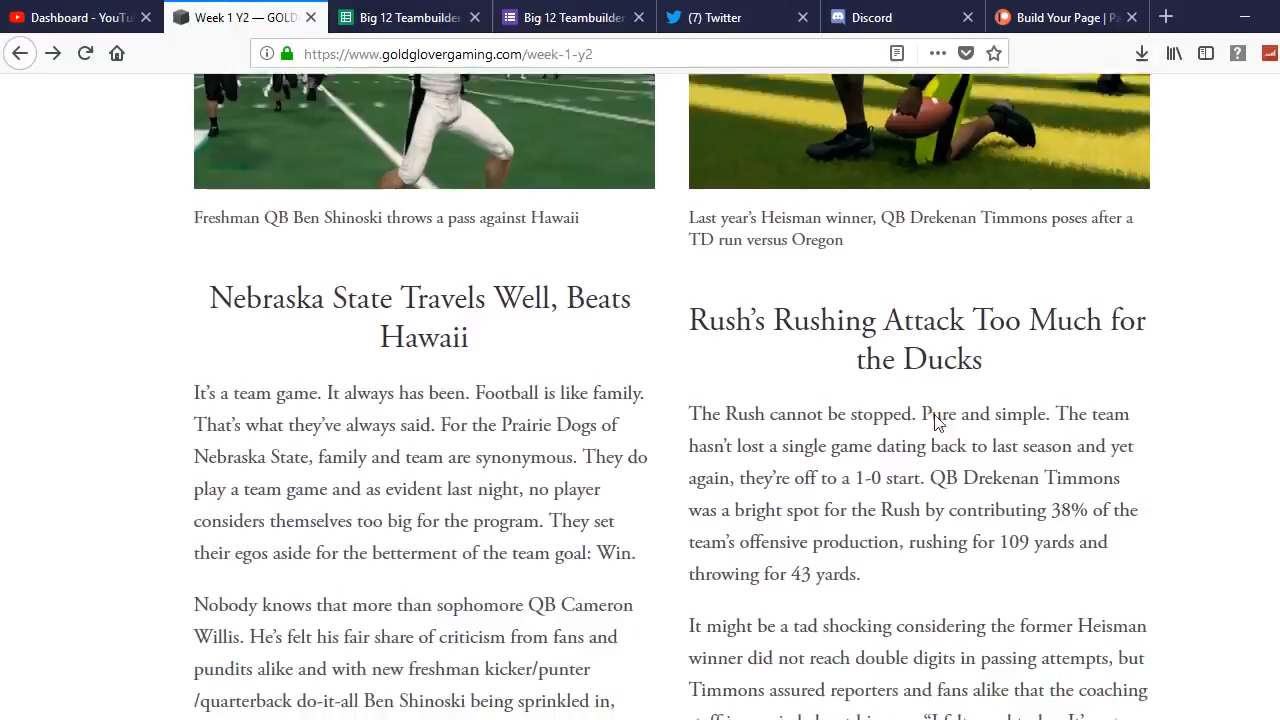 Dashboard - YouTu
Week 1 Y2 — GOLD
Big 12 Teambuilder
Big 12 Teambuilder
(7) Twitter
Discord
Build Your Page | Pa
https://www.goldglovergaming.com/week-1-y2
Freshman QB Ben Shinoski throws a pass against Hawaii
Nebraska State Travels Well, Beats
Hawaii
It's a team game. It always has been. Football is like family.
That's what they've always said. For the Prairie Dogs of
Nebraska State, family and team are synonymous. They do
play a team game and as evident last night, no player
considers themselves too big for the program. They set
their egos aside for the betterment of the team goal: Win.
Nobody knows that more than sophomore QB Cameron
Willis. He's felt his fair share of criticism from fans and
pundits alike and with new freshman kicker/punter
/quarterback do-it-all Ben Shinoski being sprinkled in,
Last year's Heisman winner, QB Drekenan Timmons poses after a
TD run versus Oregon
Rush's Rushing Attack Too Much for
the Ducks
The Rush cannot be stopped. Pure and simple. The team
hasn't lost a single game dating back to last season and yet
again, they're off to a 1-0 start. QB Drekenan Timmons
was a bright spot for the Rush by contributing 38% of the
team's offensive production, rushing for 109 yards and
throwing for 43 yards.
It might be a tad shocking considering the former Heisman
winner did not reach double digits in passing attempts, but
Timmons assured reporters and fans alike that the coaching